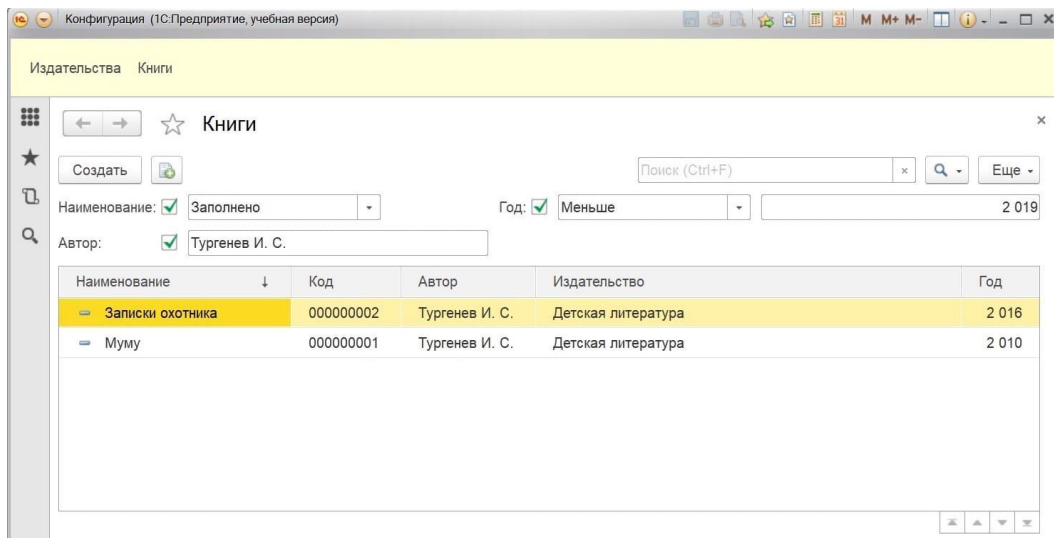 1С Конфигурация (1С:Предприятие, учебная версия) 31 M M+ M-
Издательства Книги
Книги
Создать Поиск (Ctrl+F) Еще
Наименование: Заполнено Год: Меньше 2 019
Автор: Тургенев И. С.
Наименование ↓ Код Автор Издательство Год
Записки охотника 000000002 Тургенев И. С. Детская литература 2 016
Муму 000000001 Тургенев И. С. Детская литература 2 010